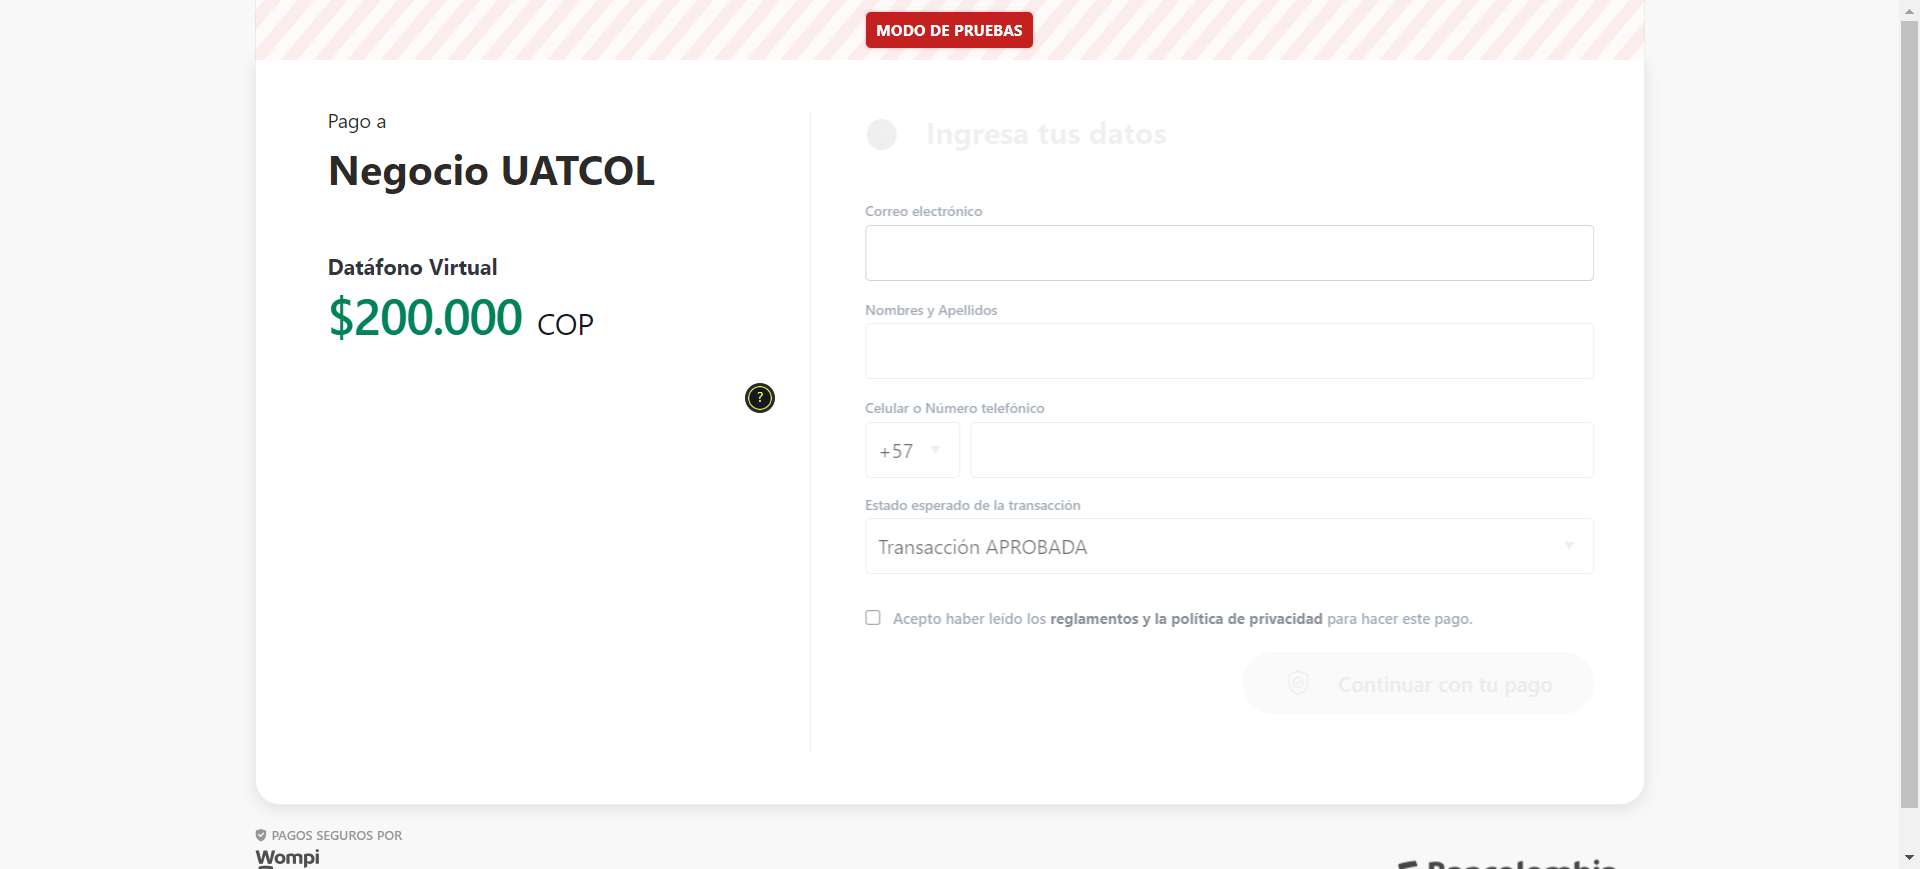 MODO DE PRUEBAS
Pago a
Negocio UATCOL
Datáfono Virtual
$200.000 COP
?
Ingresa tus datos
Correo electrónico
Nombres y Apellidos
Celular o Número telefónico
+57
Estado esperado de la transacción
Transacción APROBADA
Acepto haber leído los reglamentos y la política de privacidad para hacer este pago.
Continuar con tu pago
PAGOS SEGUROS POR
Wompi
Bancolombia